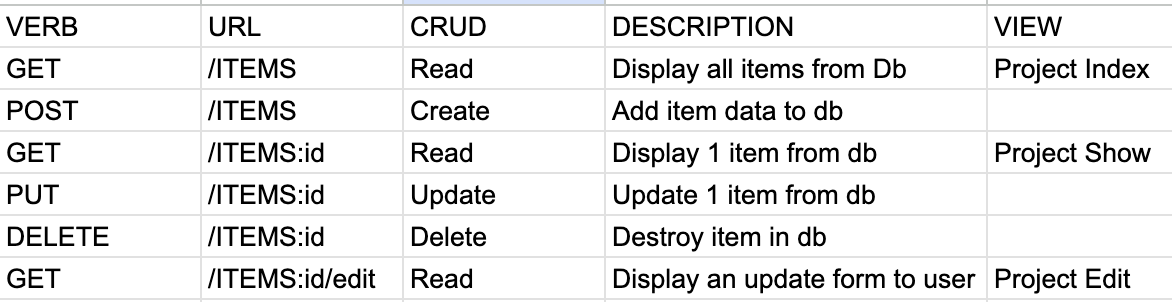 VERB URL CRUD DESCRIPTION VIEW
GET /ITEMS Read Display all items from Db Project Index
POST /ITEMS Create Add item data to db
GET /ITEMS:id Read Display 1 item from db Project Show
PUT /ITEMS:id Update Update 1 item from db
DELETE /ITEMS:id Delete Destroy item in db
GET /ITEMS:id/edit Read Display an update form to user Project Edit